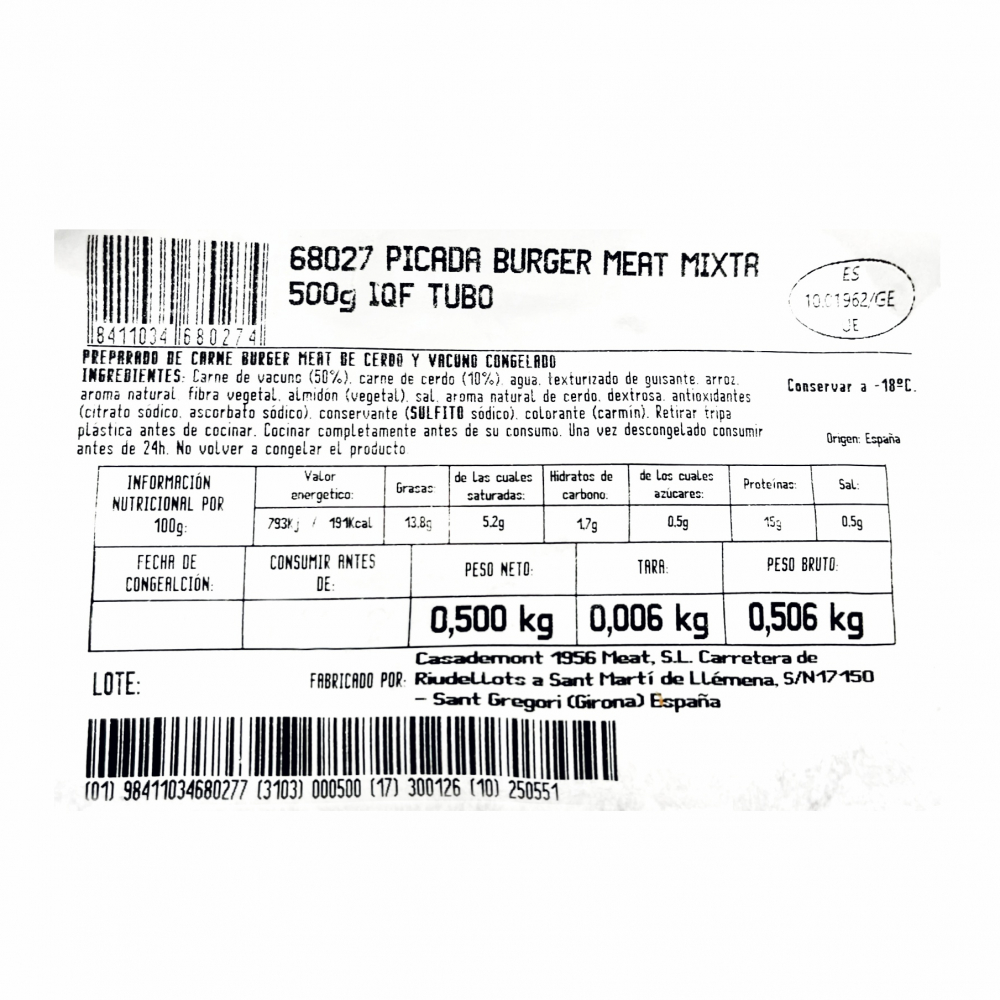 68027 PICADA BURGER MEAT MIXTA
500g IQF TUBO
8411034 680274
ES
10.01962/GE
JE
PREPARADO DE CARNE BURGER MEAT DE CERDO Y VACUNO CONGELADO
INGREDIENTES: Carne de vacuno (50%). carne de cerdo (10%). agua. texturizado de guisante. arroz.
aroma natural. fibra vegetal. almidón (vegetal). sal. aroma natural de cerdo. dextrosa. antioxidantes
(citrato sódico. ascorbato sódico). conservante (SULFITO sódico). colorante (carmín). Retirar tripa
plástica antes de cocinar. Cocinar completamente antes de su consumo. Una vez descongelado consumir
antes de 24h. No volver a congelar el producto
Conservar a -18ºC.
Origen: España
INFORMACIÓN NUTRICIONAL POR 100g:
Valor energetico:
Grasas:
de Las cuales saturadas:
Hidratos de carbono.
de los cuales azúcares:
Proteínas:
Sal:
793Kj / 191Kcal
13.8g
5.2g
1.7g
0.5g
15g
0.5g
FECHA DE CONGEALCIÓN:
CONSUMIR ANTES DE:
PESO NETO:
TARA:
PESO BRUTO:
0,500 kg
0,006 kg
0,506 kg
LOTE:
FABRICADO POR:
Casademont 1956 Meat, S.L. Carretera de
Riudellots a Sant Martí de Llémena, S/N17150
– Sant Gregori (Girona) España
(01) 98411034680277 (3103) 000500 (17) 300126 (10) 250551